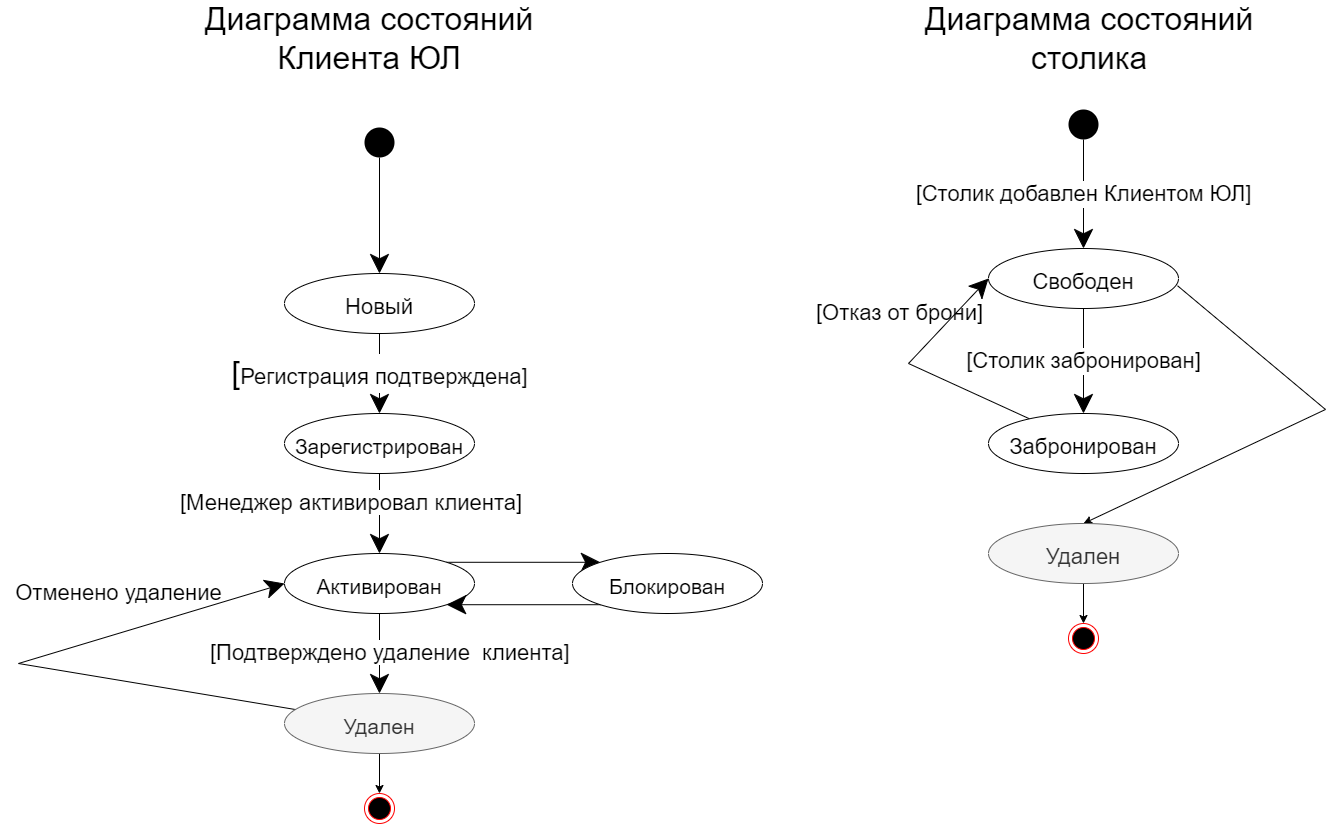 Диаграмма состояний
Клиента ЮЛ
Новый
[Регистрация подтверждена]
Зарегистрирован
[Менеджер активировал клиента]
Активирован
Блокирован
Отменено удаление
[Подтверждено удаление  клиента]
Удален
Диаграмма состояний
столика
[Столик добавлен Клиентом ЮЛ]
Свободен
[Отказ от брони]
[Столик забронирован]
Забронирован
Удален